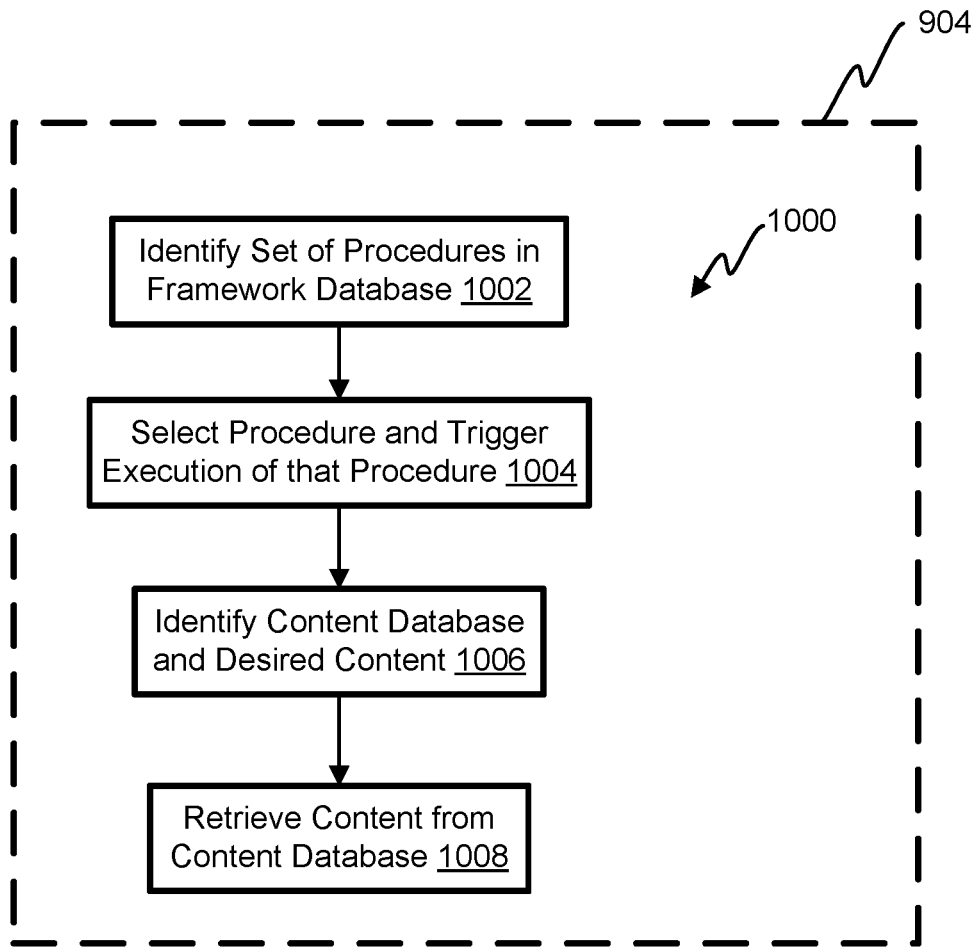 904
1000
Identify Set of Procedures in
Framework Database 1002
Select Procedure and Trigger
Execution of that Procedure 1004
Identify Content Database
and Desired Content 1006
Retrieve Content from
Content Database 1008